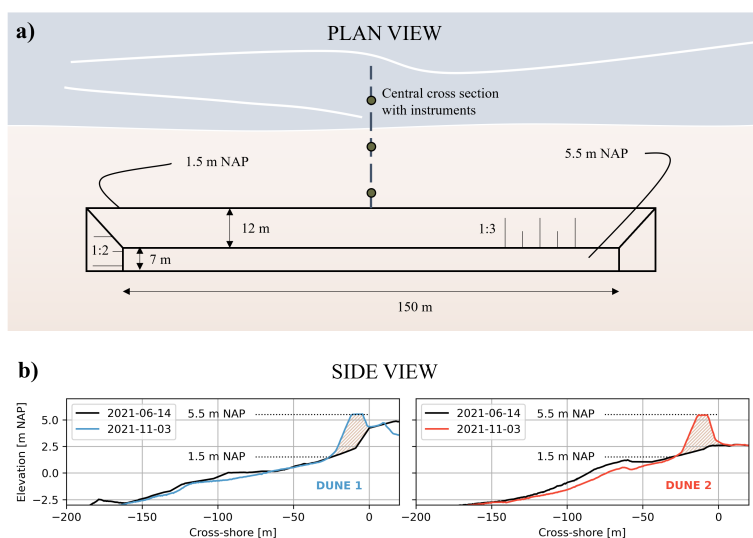 a)
PLAN VIEW
Central cross section
with instruments
1.5 m NAP
5.5 m NAP
12 m
1:3
1:2
7 m
150 m
b)
SIDE VIEW
Elevation [m NAP]
5.0
2.5
0.0
−2.5
2021-06-14
2021-11-03
5.5 m NAP
1.5 m NAP
DUNE 1
−200
−150
−100
−50
0
Cross-shore [m]
2021-06-14
2021-11-03
5.5 m NAP
1.5 m NAP
DUNE 2
−200
−150
−100
−50
0
Cross-shore [m]